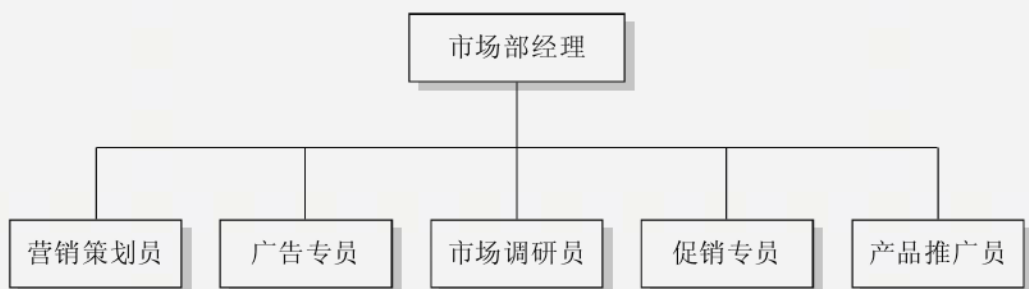 市场部经理
营销策划员
广告专员
市场调研员
促销专员
产品推广员